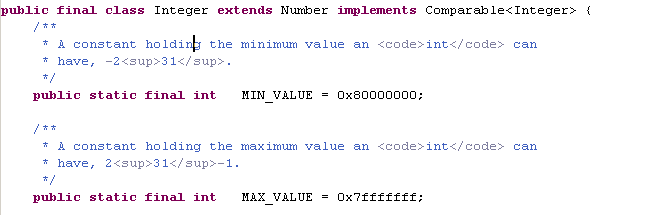 public final class Integer extends Number implements Comparable<Integer> {
/**
* A constant holding the minimum value an <code>int</code> can
* have, -2<sup>31</sup>.
*/
public static final int   MIN_VALUE = 0x80000000;
/**
* A constant holding the maximum value an <code>int</code> can
* have, 2<sup>31</sup>-1.
*/
public static final int   MAX_VALUE = 0x7fffffff;